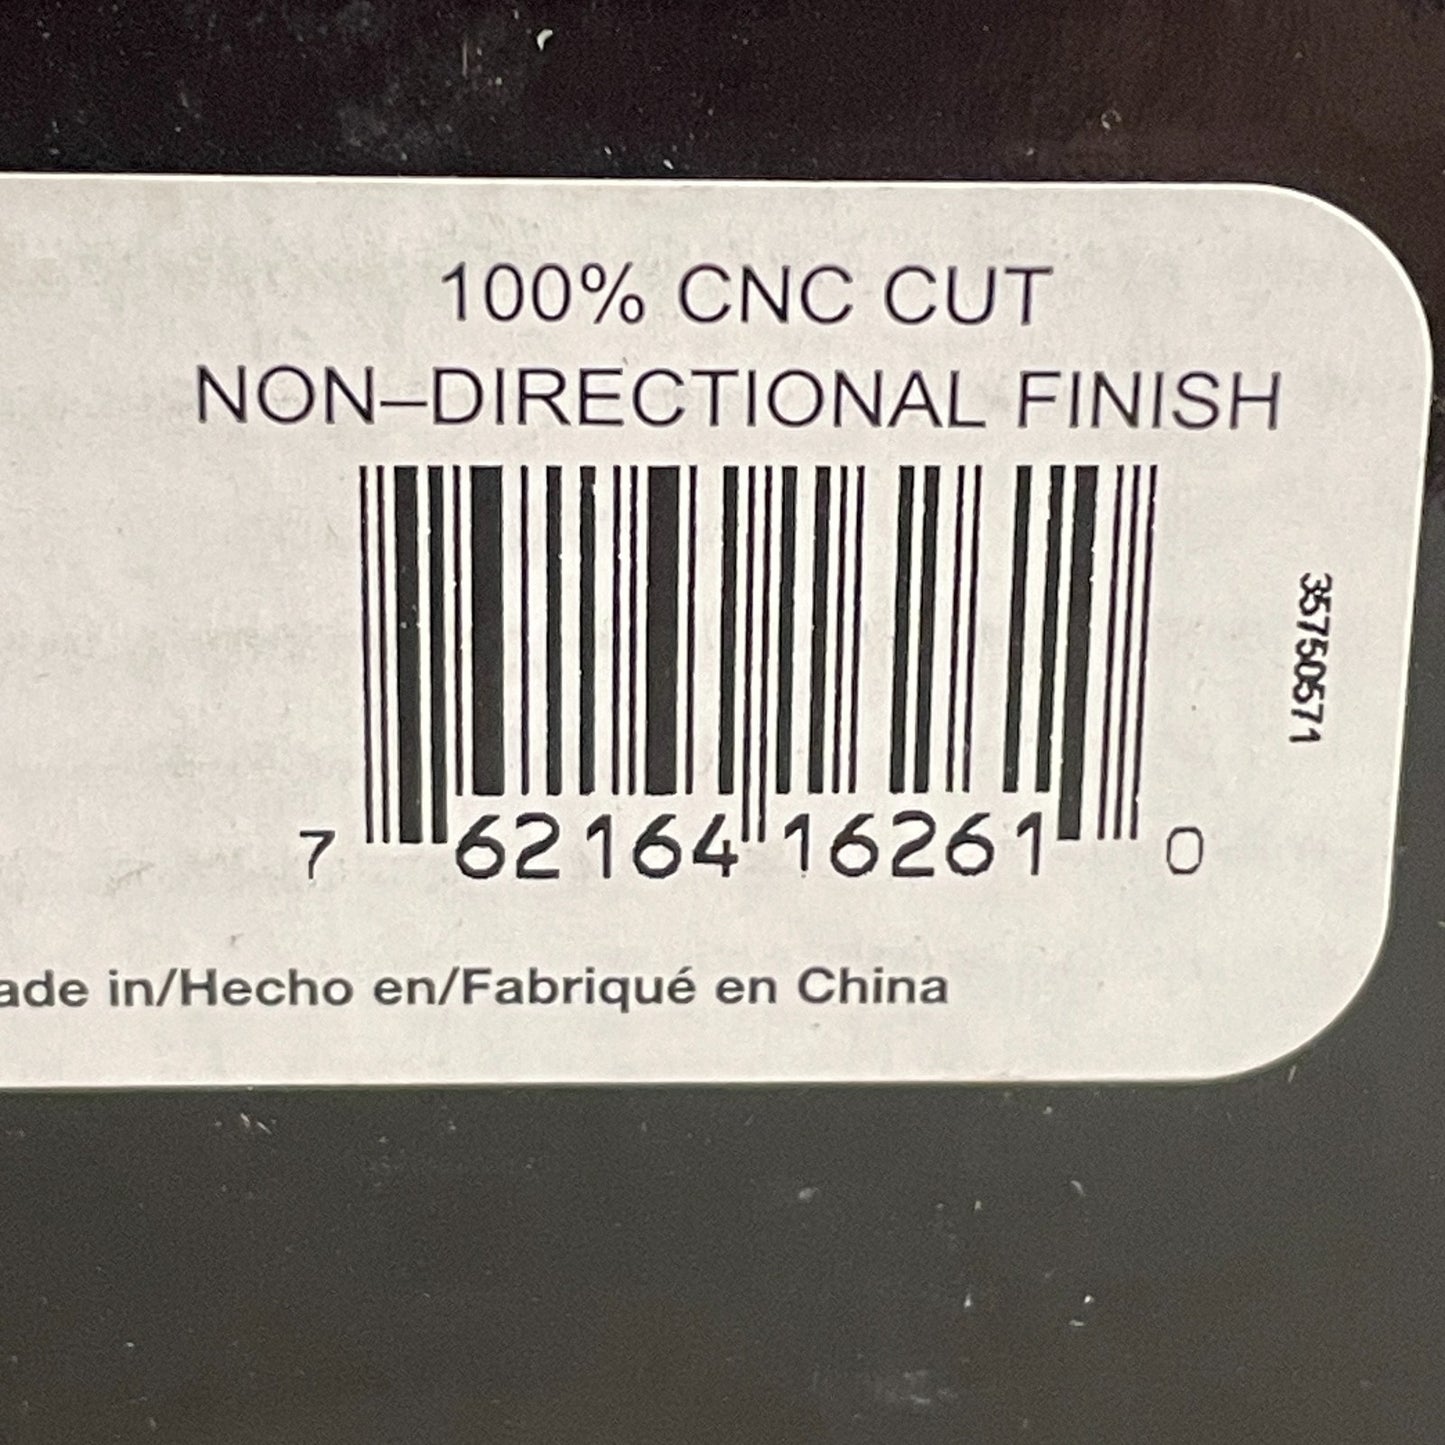 100% CNC CUT
NON–DIRECTIONAL FINISH
7 62164 16261 0
35750571
ade in/Hecho en/Fabriqué en China